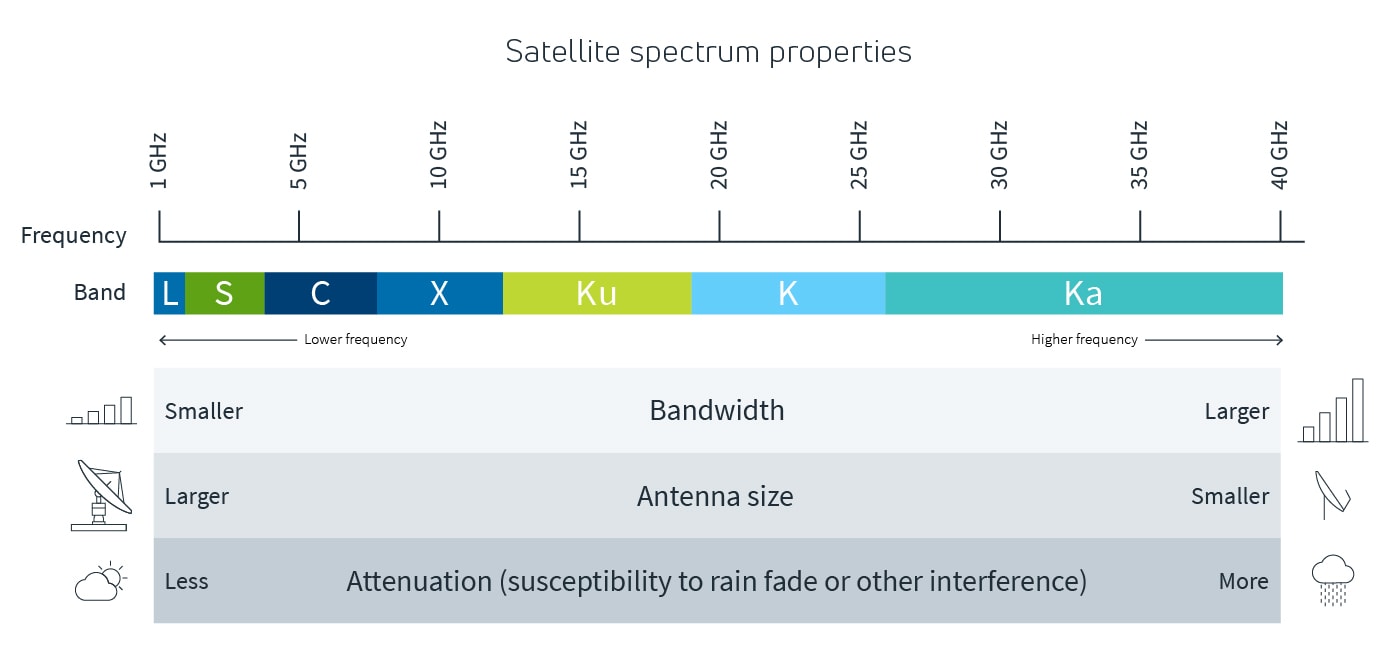 Satellite spectrum properties
1 GHz
5 GHz
10 GHz
15 GHz
20 GHz
25 GHz
30 GHz
35 GHz
40 GHz
Frequency
Band L S C X Ku K Ka
Lower frequency Higher frequency
Smaller Bandwidth Larger
Larger Antenna size Smaller
Less Attenuation (susceptibility to rain fade or other interference) More